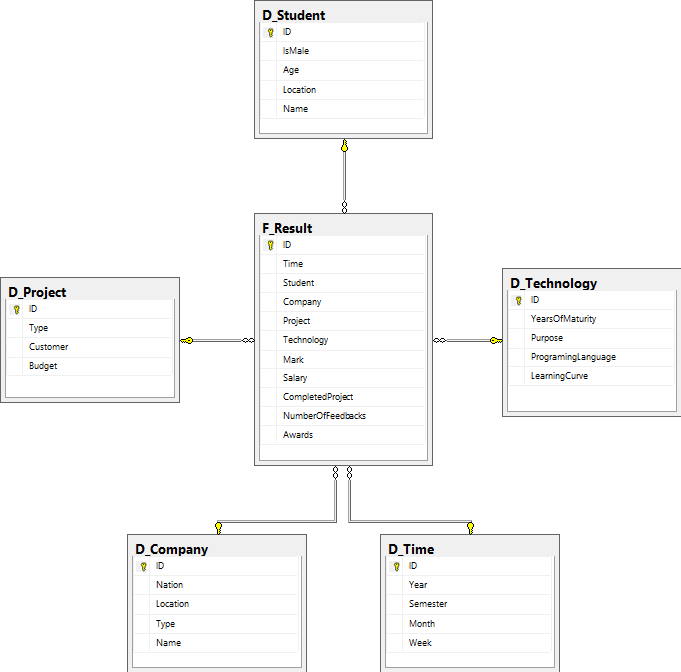 D_Student
ID
IsMale
Age
Location
Name
F_Result
ID
Time
Student
Company
Project
Technology
Mark
Salary
CompletedProject
NumberOfFeedbacks
Awards
D_Project
ID
Type
Customer
Budget
D_Technology
ID
YearsOfMaturity
Purpose
ProgramingLanguage
LearningCurve
D_Company
ID
Nation
Location
Type
Name
D_Time
ID
Year
Semester
Month
Week